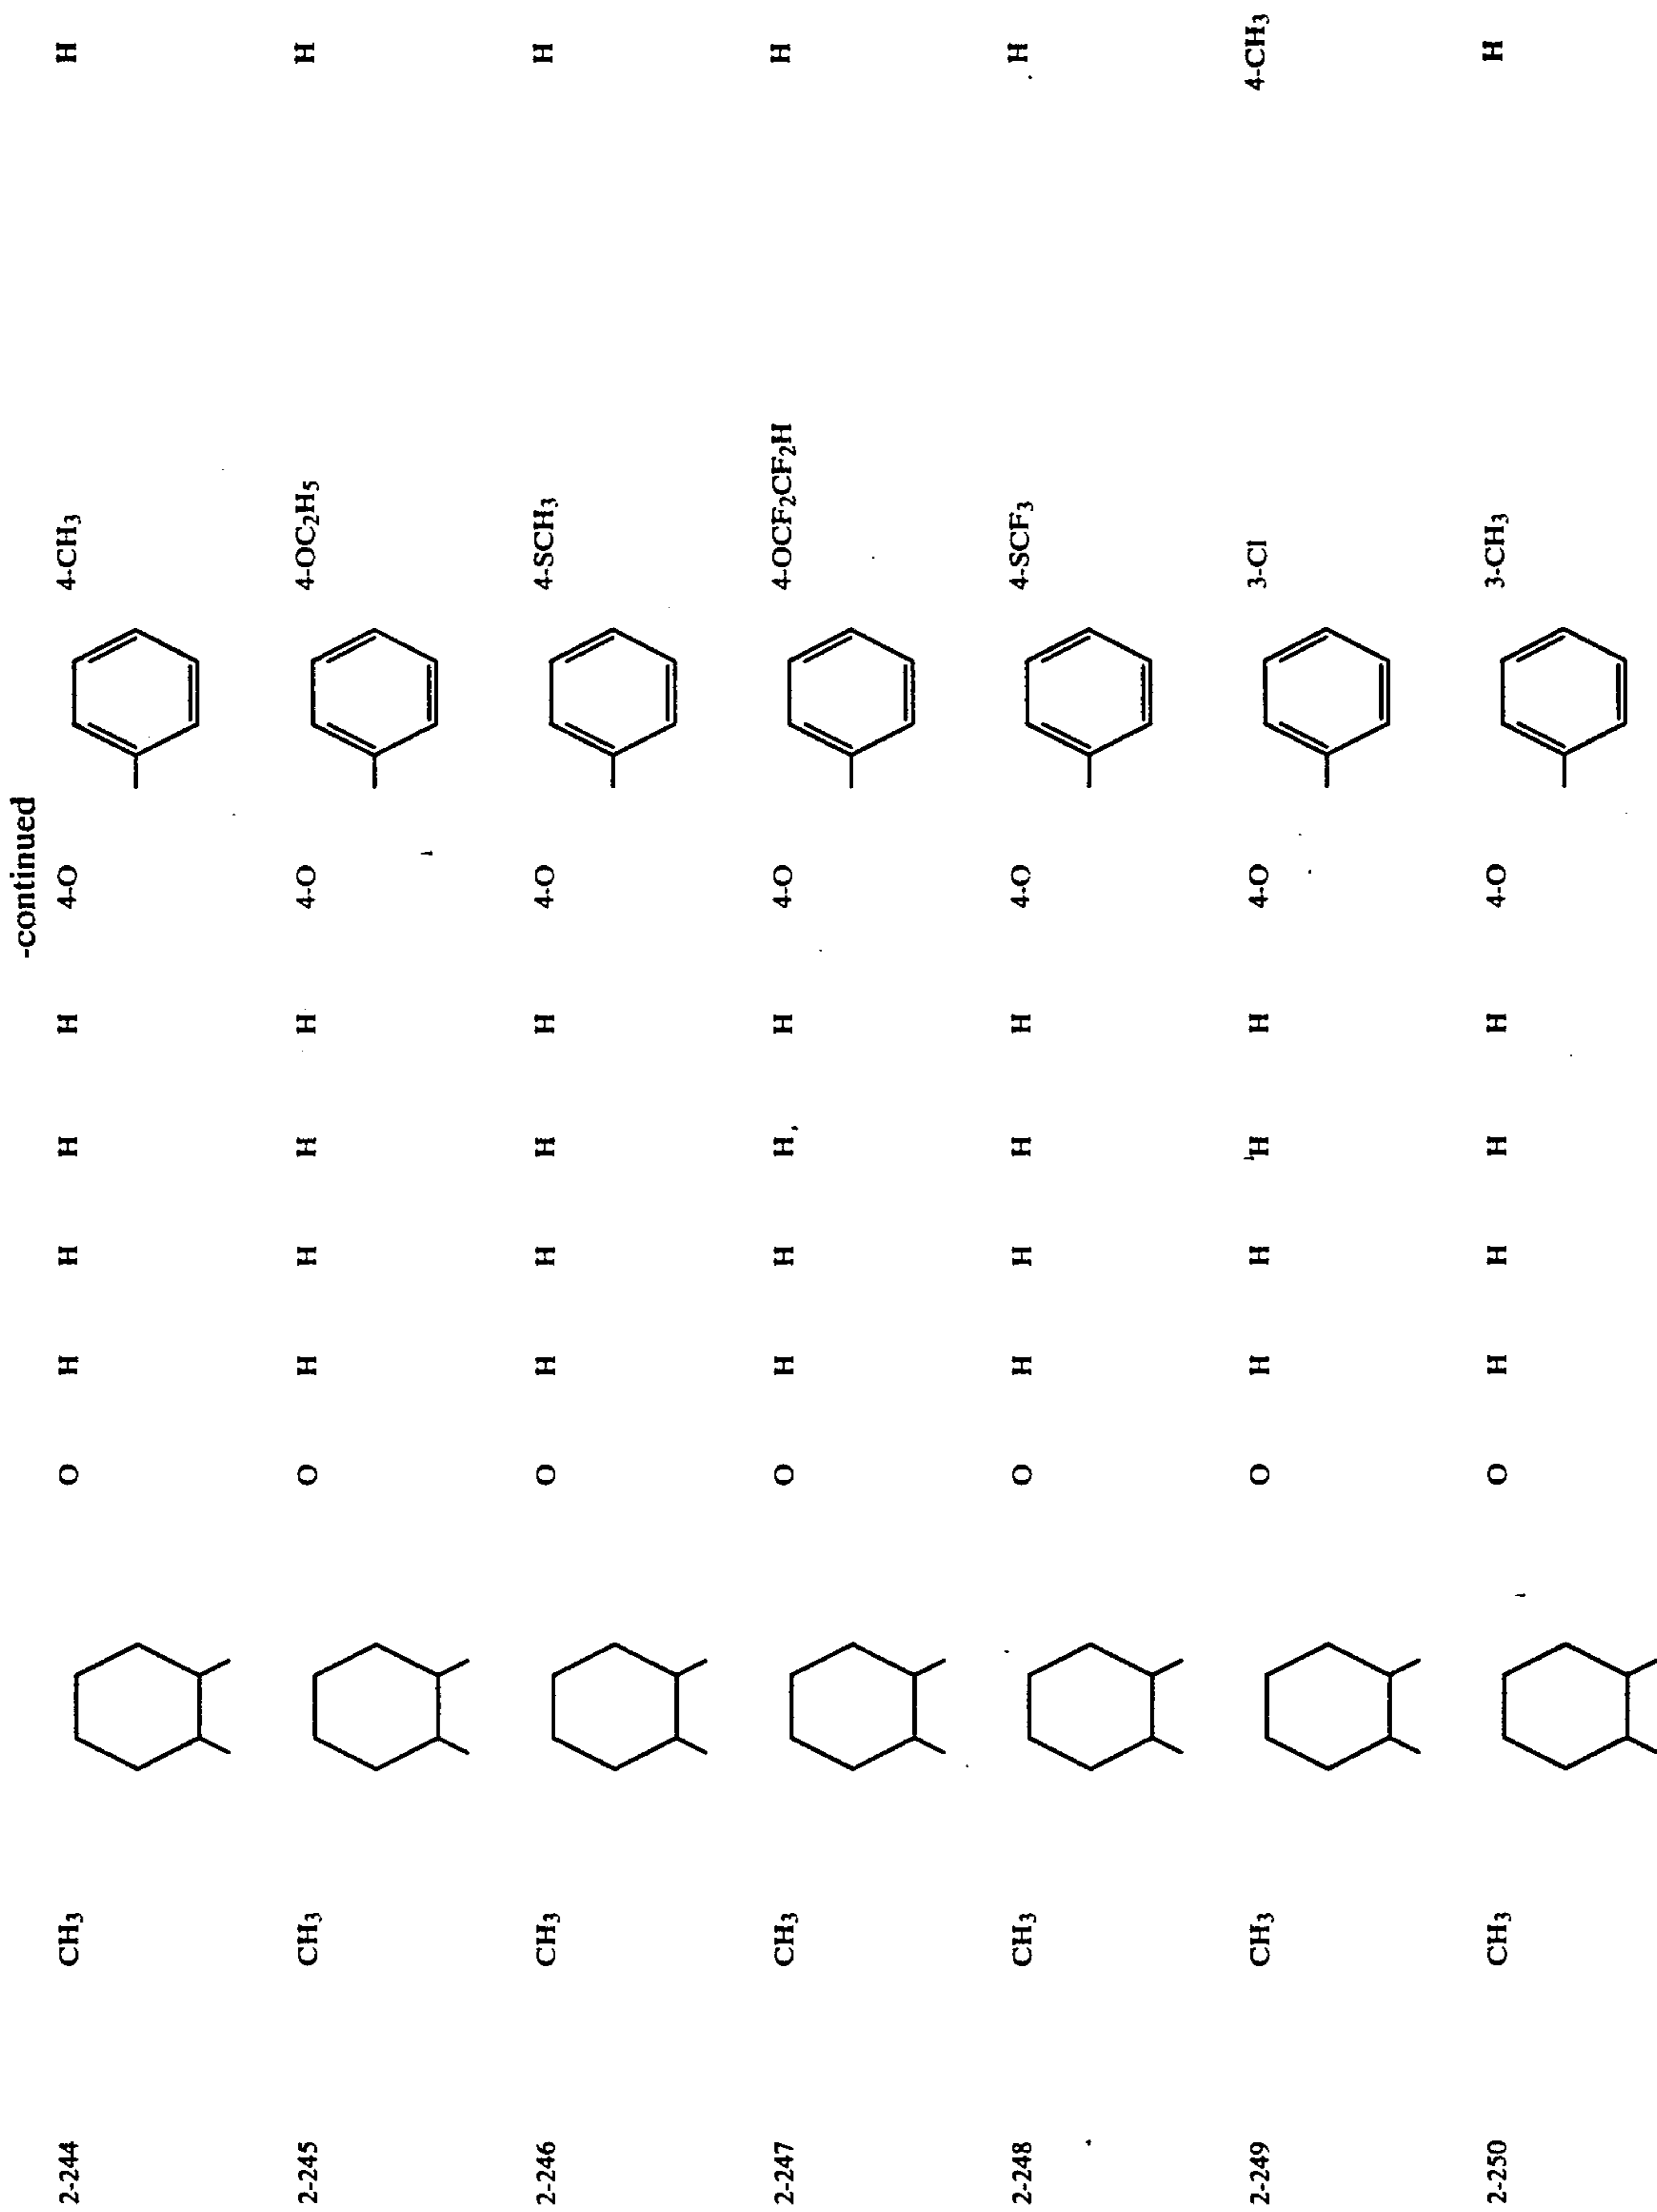 -continued
2-244 CH3 O H H H H 4-O 4-CH3 H
2-245 CH3 O H H H H 4-O 4-OC2H5 H
2-246 CH3 O H H H H 4-O 4-SCH3 H
2-247 CH3 O H H H H 4-O 4-OCF2CF2H H
2-248 CH3 O H H H H 4-O 4-SCF3 H
2-249 CH3 O H H H H 4-O 3-Cl 4-CH3
2-250 CH3 O H H H H 4-O 3-CH3 H